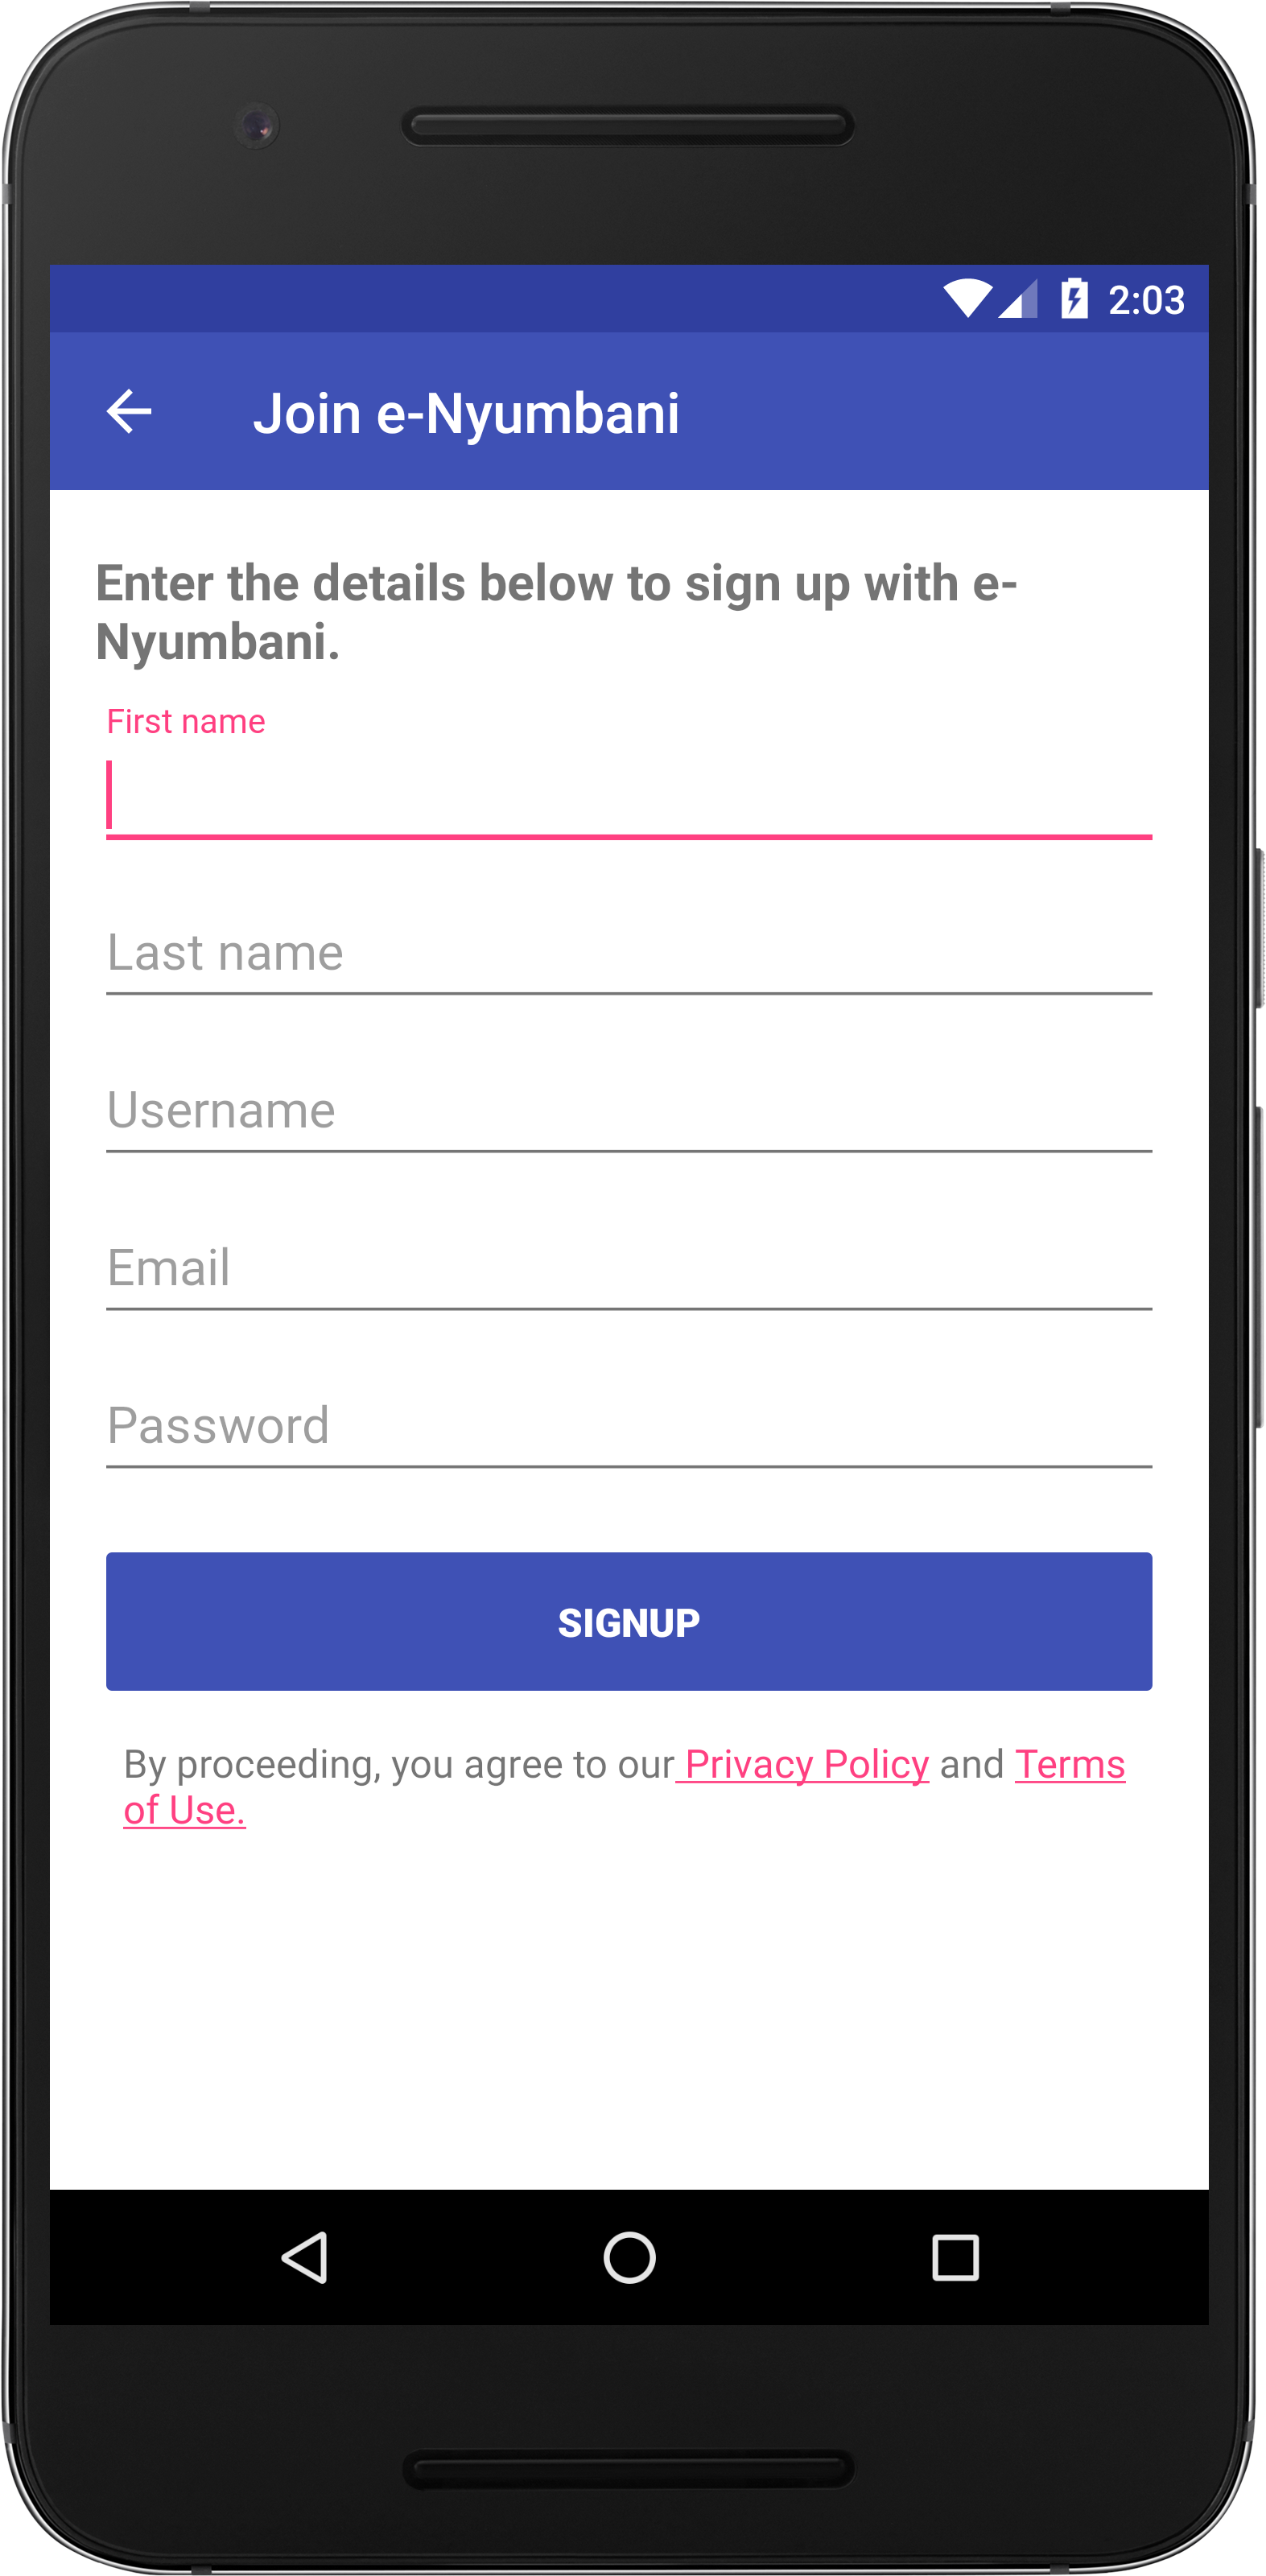 2:03
Join e-Nyumbani
Enter the details below to sign up with e-
Nyumbani.
First name
Last name
Username
Email
Password
SIGNUP
By proceeding, you agree to our Privacy Policy and Terms
of Use.